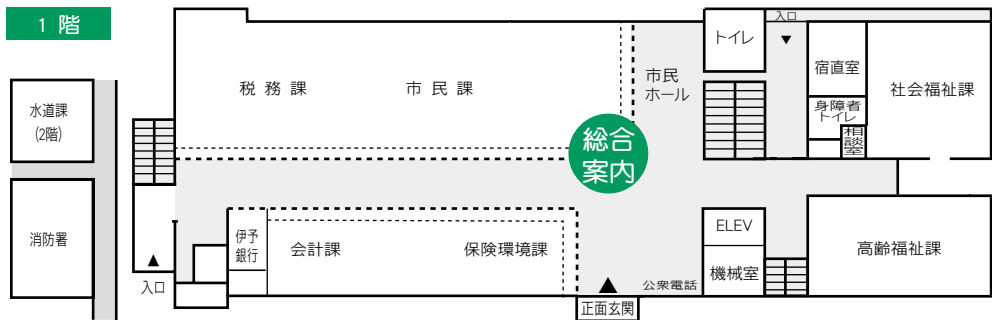 1 階
水道課
(2階)
消防署
入口
税務課
市民課
市民
ホール
総合
案内
トイレ
入口
宿直室
身障者
トイレ
相談室
社会福祉課
伊予
銀行
会計課
保険環境課
正面玄関
公衆電話
ELEV
機械室
高齢福祉課